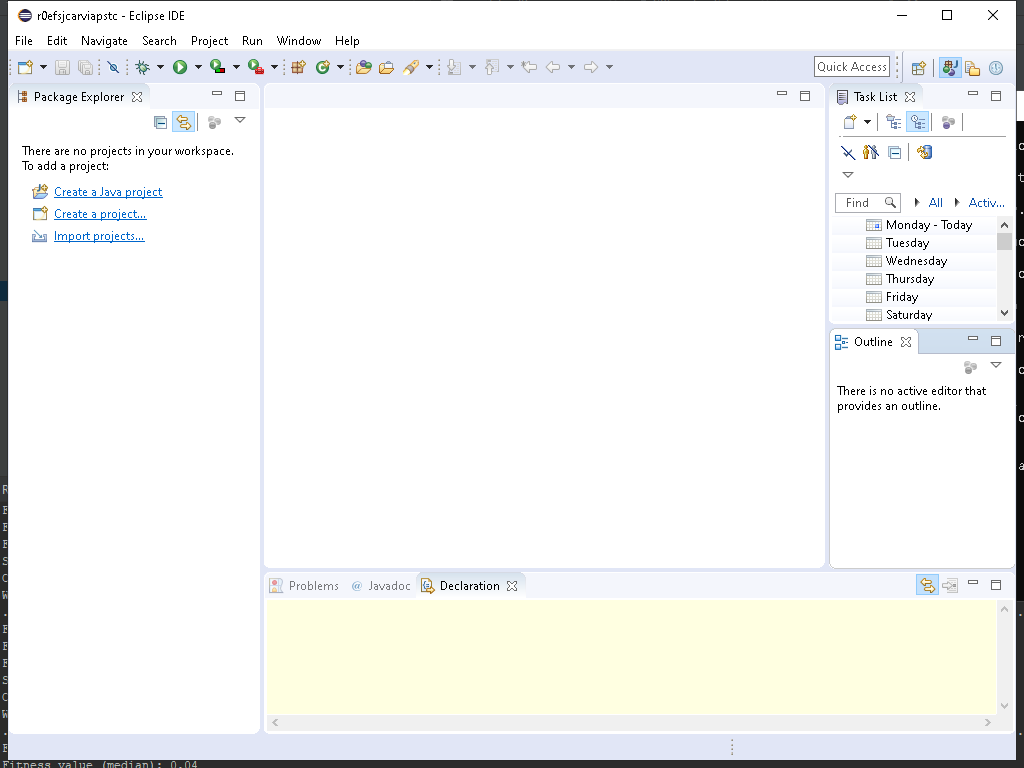 r0efsjcarviapstc - Eclipse IDE
File Edit Navigate Search Project Run Window Help
Quick Access
Package Explorer
There are no projects in your workspace.
To add a project:
Create a Java project
Create a project...
Import projects...
Task List
Find
All
Activ...
Monday - Today
Tuesday
Wednesday
Thursday
Friday
Saturday
Outline
There is no active editor that
provides an outline.
Problems
@ Javadoc
Declaration
Fitness value (median): 0.04